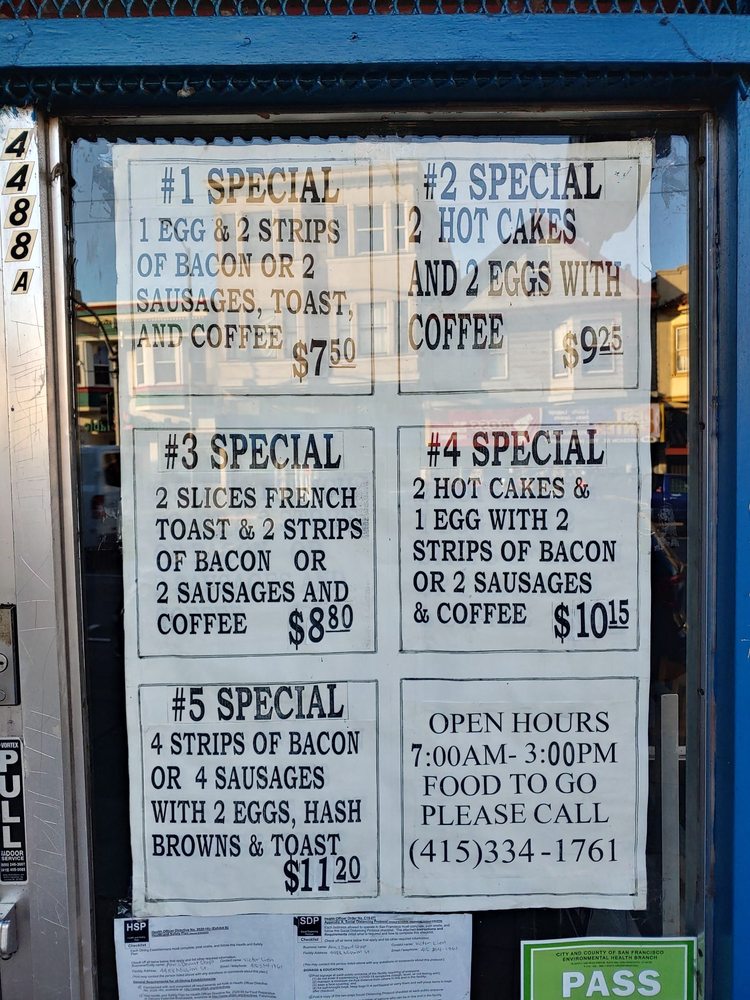 4
4
8
8
A
#1 SPECIAL
1 EGG & 2 STRIPS
OF BACON OR 2
SAUSAGES, TOAST,
AND COFFEE
$7 50
#2 SPECIAL
2 HOT CAKES
AND 2 EGGS WITH
COFFEE
$9 25
#3 SPECIAL
2 SLICES FRENCH
TOAST & 2 STRIPS
OF BACON OR
2 SAUSAGES AND
COFFEE
$8 80
#4 SPECIAL
2 HOT CAKES &
1 EGG WITH 2
STRIPS OF BACON
OR 2 SAUSAGES
& COFFEE
$10 15
#5 SPECIAL
4 STRIPS OF BACON
OR 4 SAUSAGES
WITH 2 EGGS, HASH
BROWNS & TOAST
$11 20
OPEN HOURS
7:00AM- 3:00PM
FOOD TO GO
PLEASE CALL
(415)334-1761
VORTEX
PULL
DOOR
SERVICE
HSP
Checklist
SDP
Checklist
CITY AND COUNTY OF SAN FRANCISCO
ENVIRONMENTAL HEALTH BRANCH
PASS